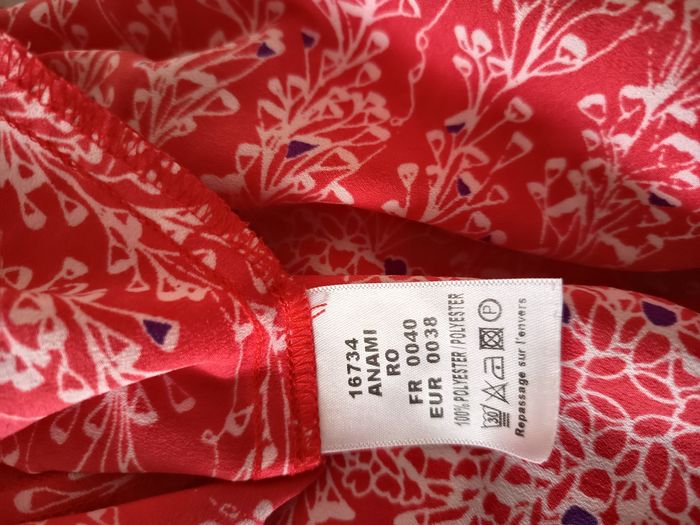 16734
ANAMI
RO
FR 0040
EUR 0038
100% POLYESTER / POLYESTER
30 P
Repassage sur l'envers